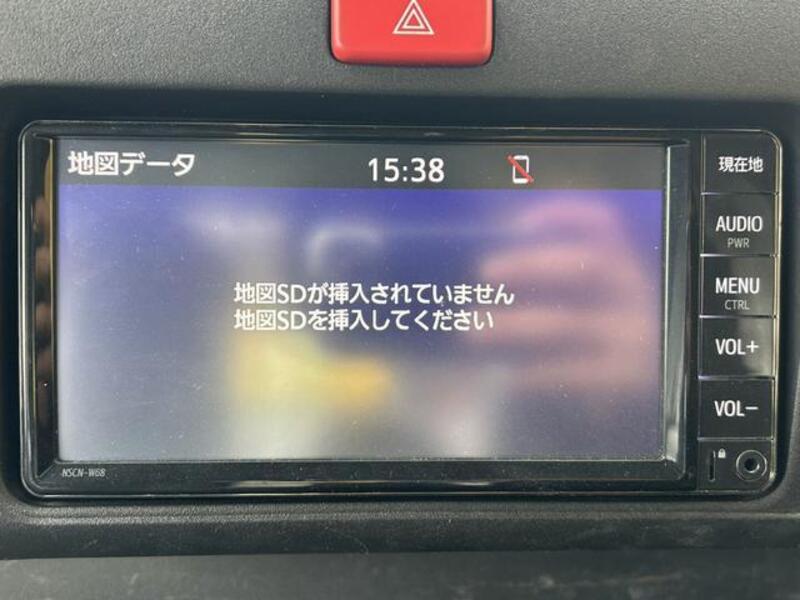 地図データ
15:38
地図SDが挿入されていません
地図SDを挿入してください
現在地
AUDIO
PWR
MENU
CTRL
VOL+
VOL−
NSCN-W68